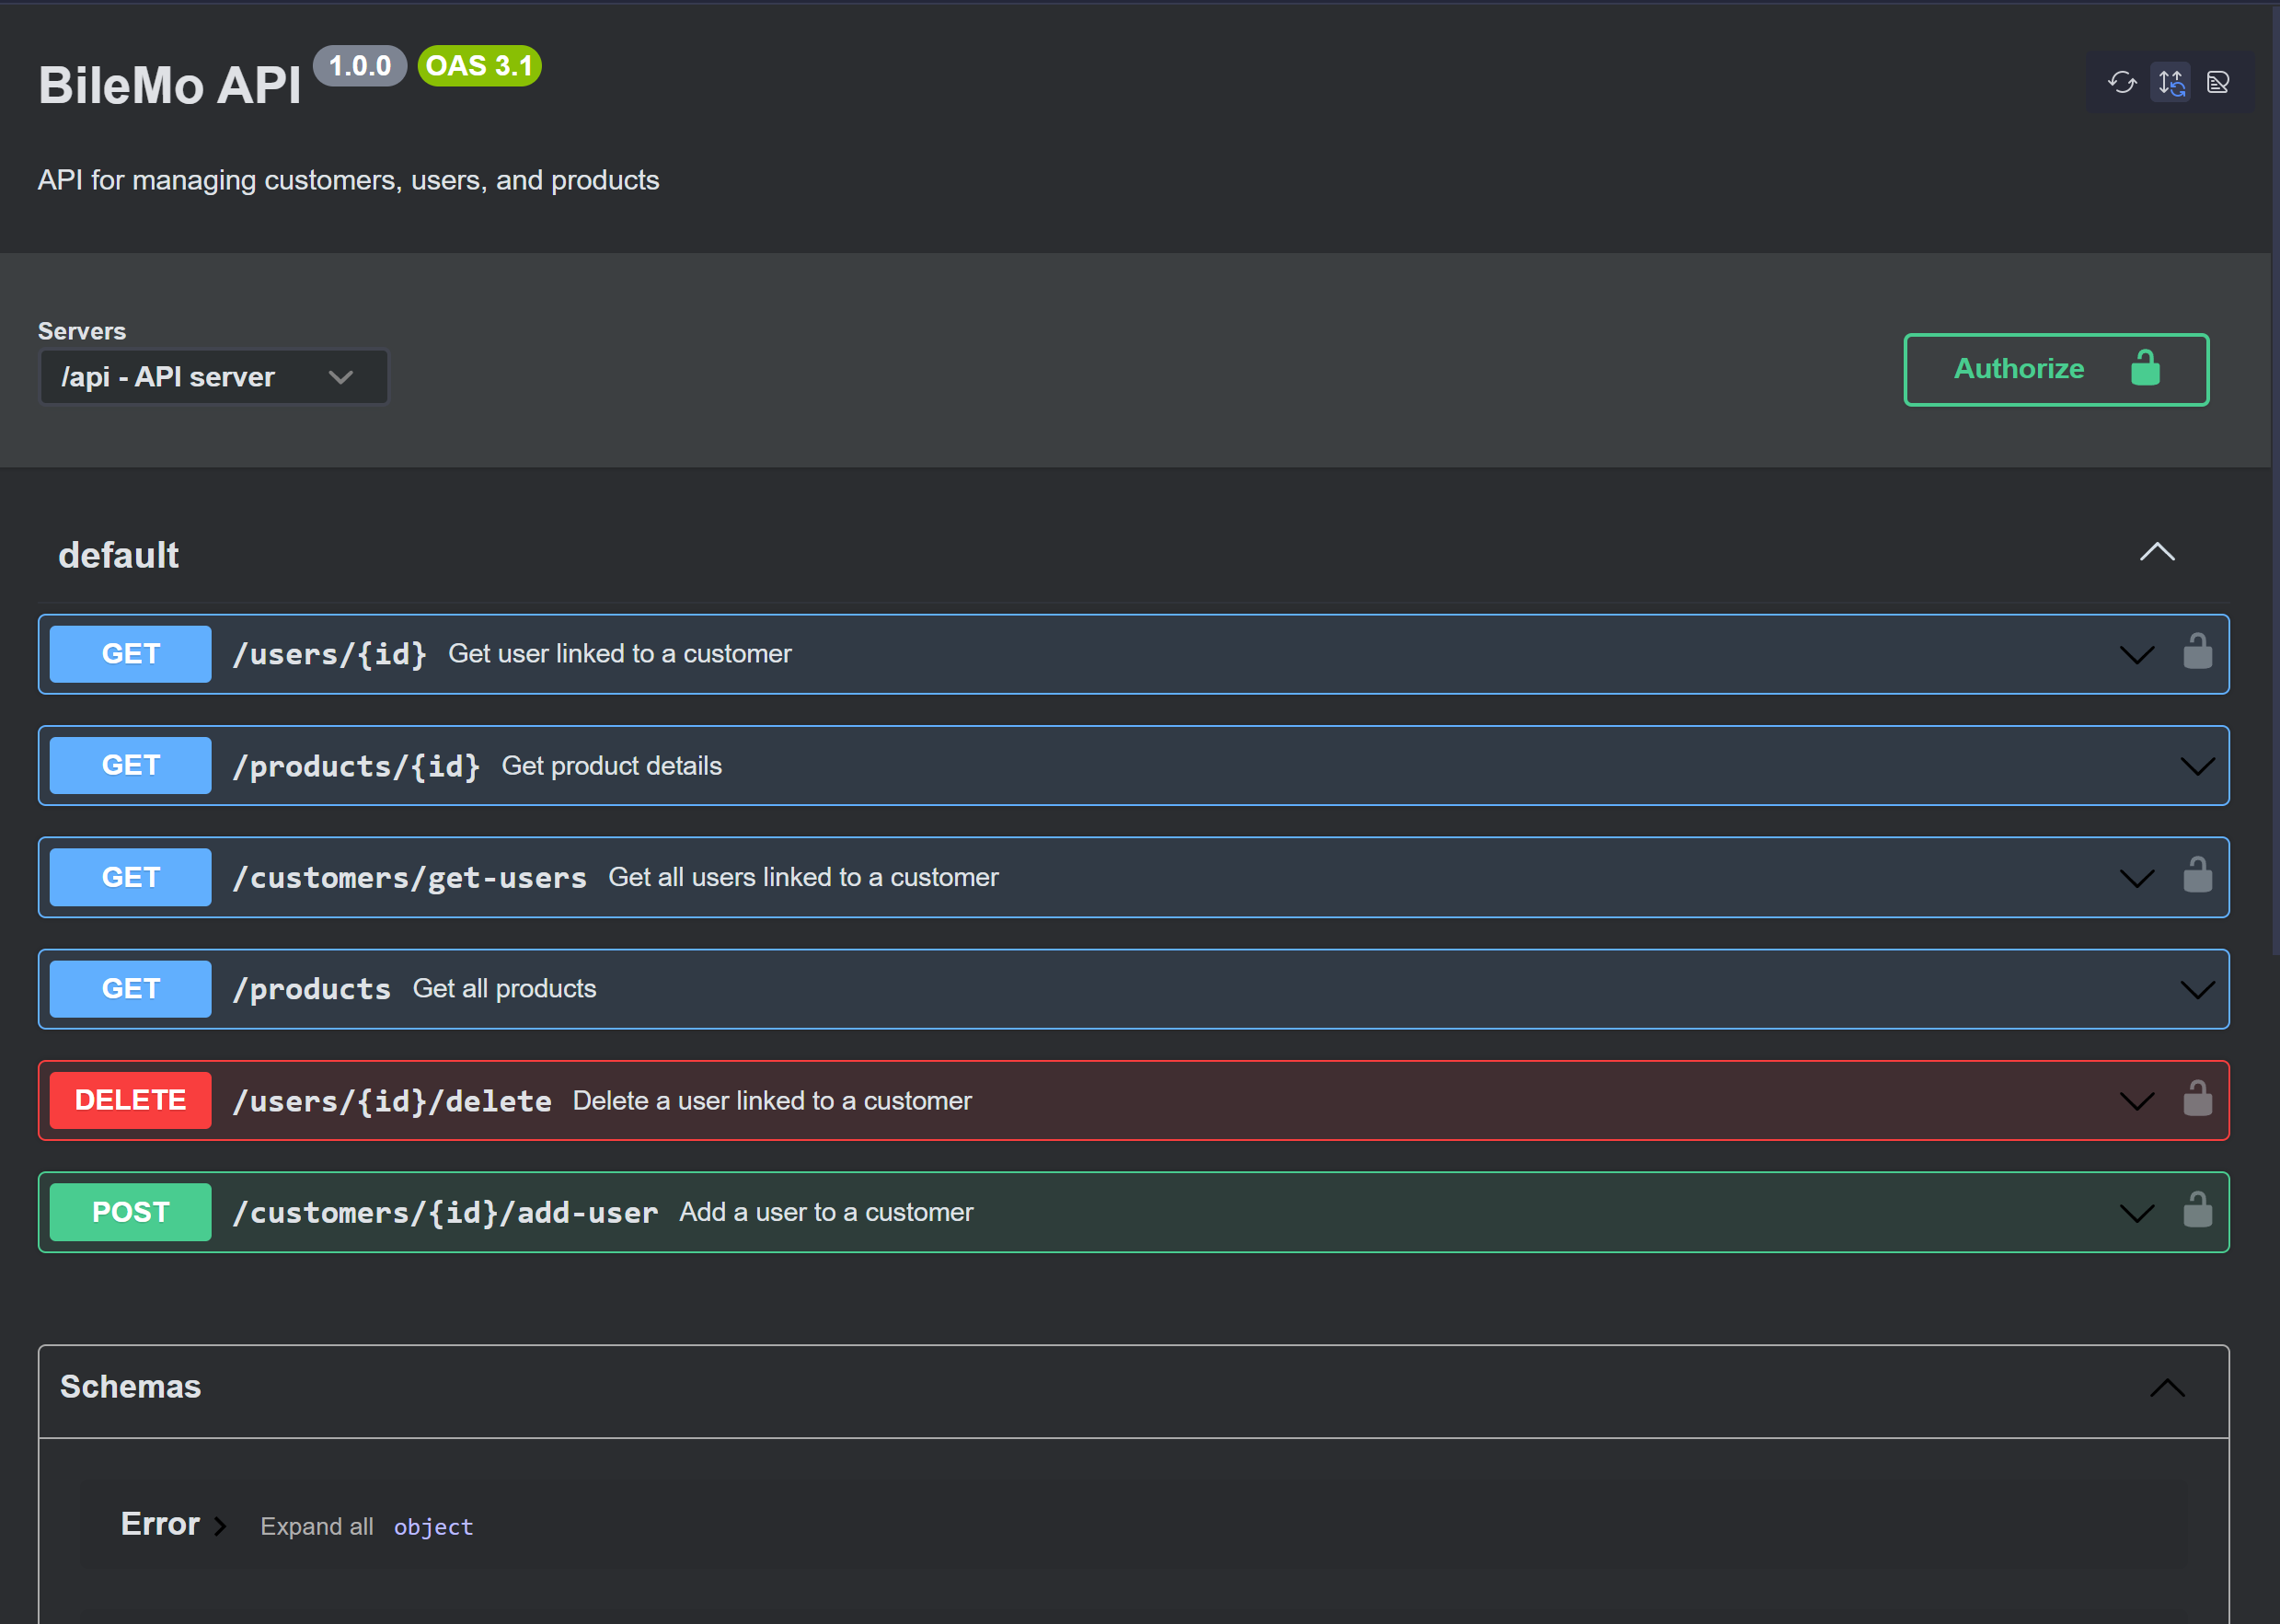 BileMo API 1.0.0 OAS 3.1
API for managing customers, users, and products
Servers
/api - API server
Authorize
default
GET /users/{id} Get user linked to a customer
GET /products/{id} Get product details
GET /customers/get-users Get all users linked to a customer
GET /products Get all products
DELETE /users/{id}/delete Delete a user linked to a customer
POST /customers/{id}/add-user Add a user to a customer
Schemas
Error Expand all object